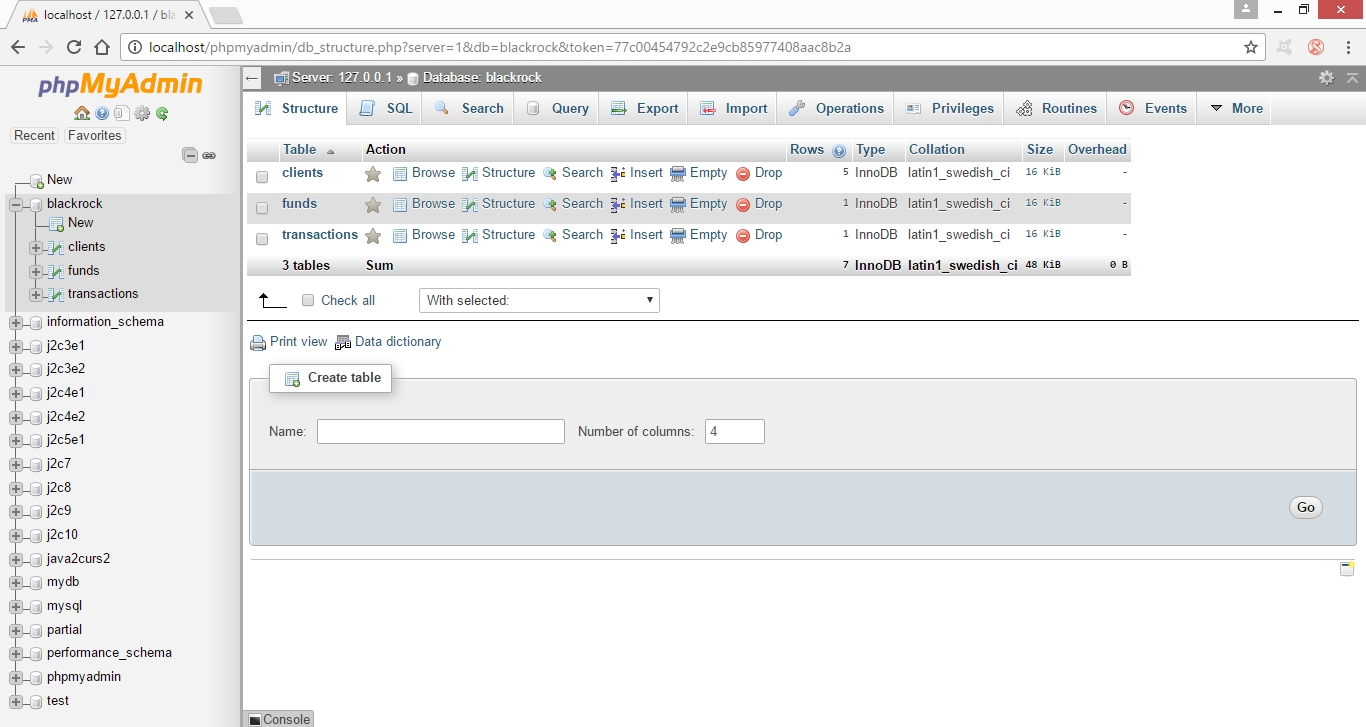 localhost / 127.0.0.1 / bla
localhost/phpmyadmin/db_structure.php?server=1&db=blackrock&token=77c00454792c2e9cb85977408aac8b2a
phpMyAdmin
Recent Favorites
New
blackrock
New
clients
funds
transactions
information_schema
j2c3e1
j2c3e2
j2c4e1
j2c4e2
j2c5e1
j2c7
j2c8
j2c9
j2c10
java2curs2
mydb
mysql
partial
performance_schema
phpmyadmin
test
Server: 127.0.0.1 » Database: blackrock
Structure SQL Search Query Export Import Operations Privileges Routines Events More
Table Action Rows Type Collation Size Overhead
clients Browse Structure Search Insert Empty Drop 5 InnoDB latin1_swedish_ci 16 KiB -
funds Browse Structure Search Insert Empty Drop 1 InnoDB latin1_swedish_ci 16 KiB -
transactions Browse Structure Search Insert Empty Drop 1 InnoDB latin1_swedish_ci 16 KiB -
3 tables Sum 7 InnoDB latin1_swedish_ci 48 KiB 0 B
Check all With selected:
Print view Data dictionary
Create table
Name: Number of columns: 4
Go
Console